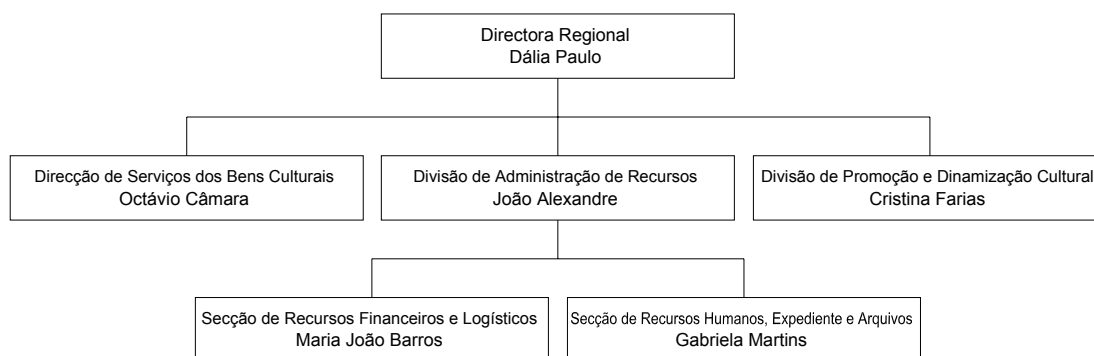 Directora Regional
Dália Paulo
Direcção de Serviços dos Bens Culturais
Octávio Câmara
Divisão de Administração de Recursos
João Alexandre
Divisão de Promoção e Dinamização Cultural
Cristina Farias
Secção de Recursos Financeiros e Logísticos
Maria João Barros
Secção de Recursos Humanos, Expediente e Arquivos
Gabriela Martins